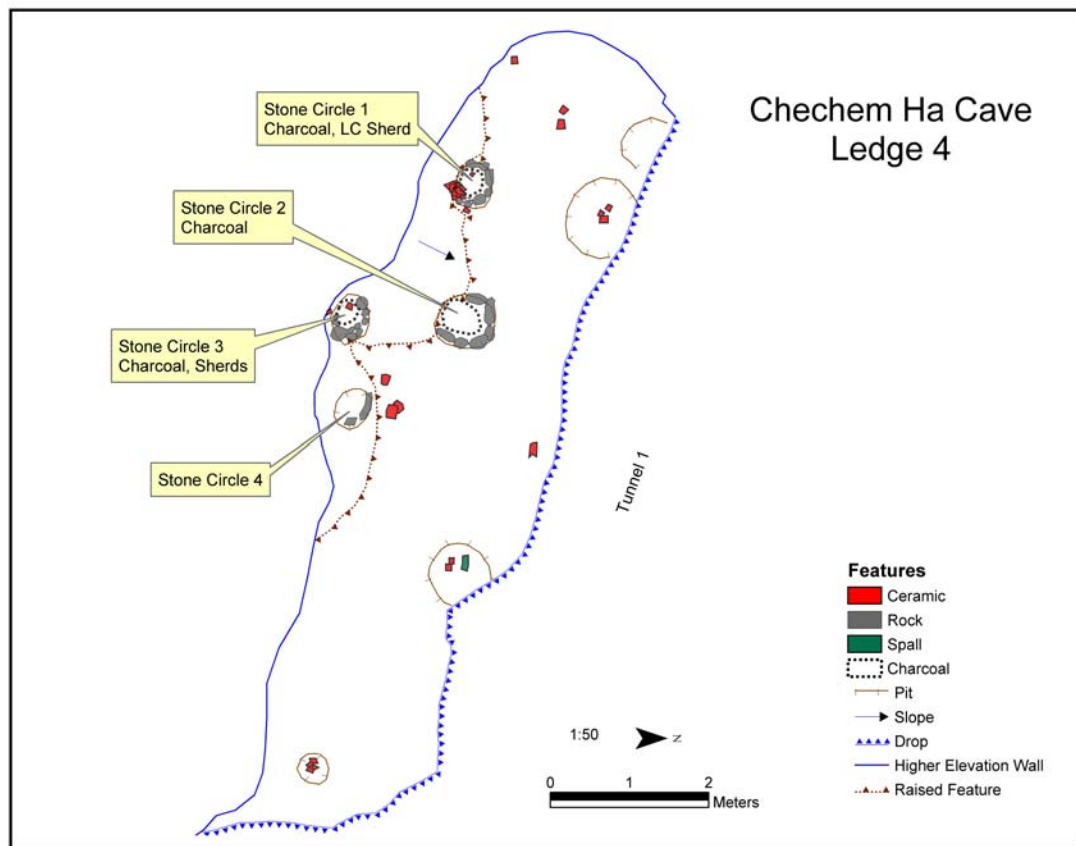 Chechem Ha Cave
Ledge 4
Stone Circle 1
Charcoal, LC Sherd
Stone Circle 2
Charcoal
Stone Circle 3
Charcoal, Sherds
Stone Circle 4
Tunnel 1
Features
Ceramic
Rock
Spall
Charcoal
Pit
Slope
Drop
Higher Elevation Wall
Raised Feature
1:50
N
0 1 2
Meters